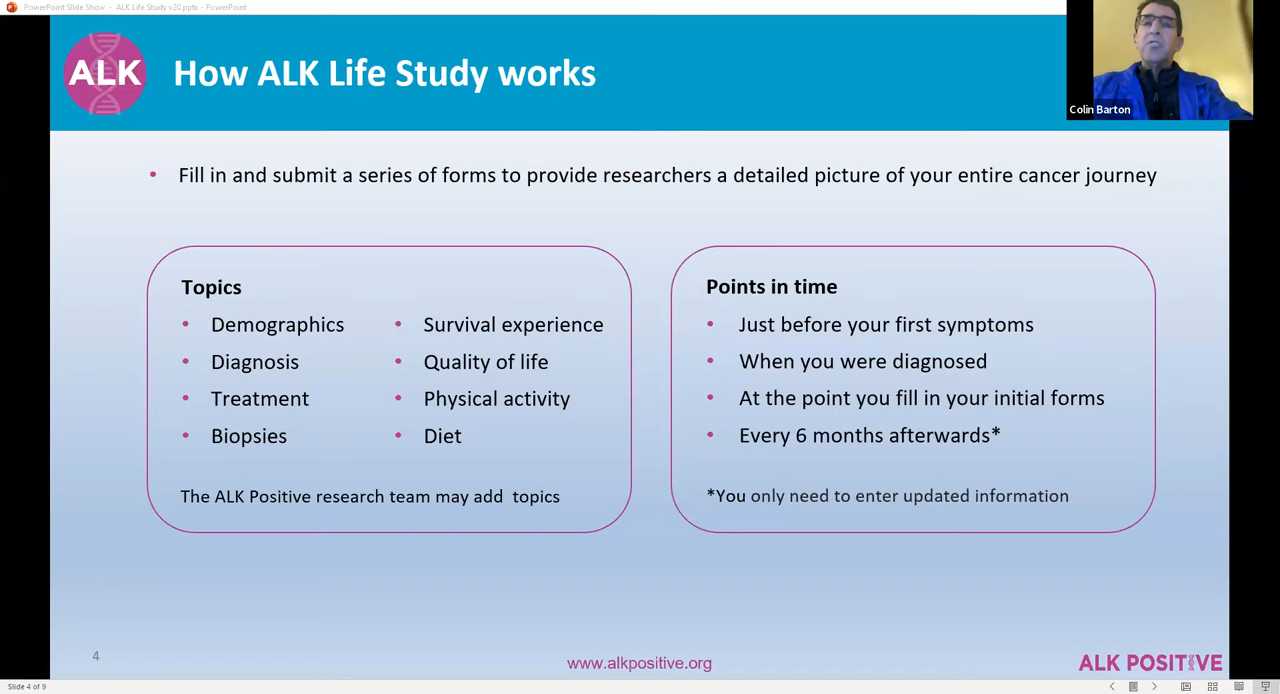 PowerPoint Slide Show - ALK Life Study v20.pptx - PowerPoint
ALK
How ALK Life Study works
Colin Barton
• Fill in and submit a series of forms to provide researchers a detailed picture of your entire cancer journey
Topics
• Demographics
• Diagnosis
• Treatment
• Biopsies
• Survival experience
• Quality of life
• Physical activity
• Diet
The ALK Positive research team may add topics
Points in time
• Just before your first symptoms
• When you were diagnosed
• At the point you fill in your initial forms
• Every 6 months afterwards*
*You only need to enter updated information
4
www.alkpositive.org
ALK POSITIVE
Slide 4 of 9